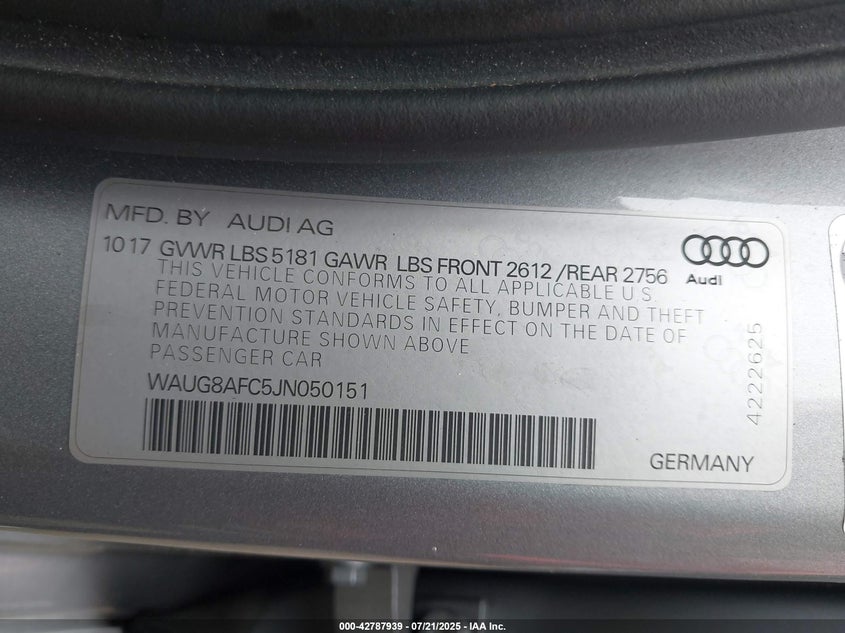 MFD. BY AUDI AG
10 17 GVWR LBS 5181 GAWR LBS FRONT 2612 /REAR 2756
THIS VEHICLE CONFORMS TO ALL APPLICABLE U.S.
FEDERAL MOTOR VEHICLE SAFETY, BUMPER AND THEFT
PREVENTION STANDARDS IN EFFECT ON THE DATE OF
MANUFACTURE SHOWN ABOVE
PASSENGER CAR
WAUG8AFC5JN050151
Audi
4222625
GERMANY
000-42787939 - 07/21/2025 - IAA Inc.